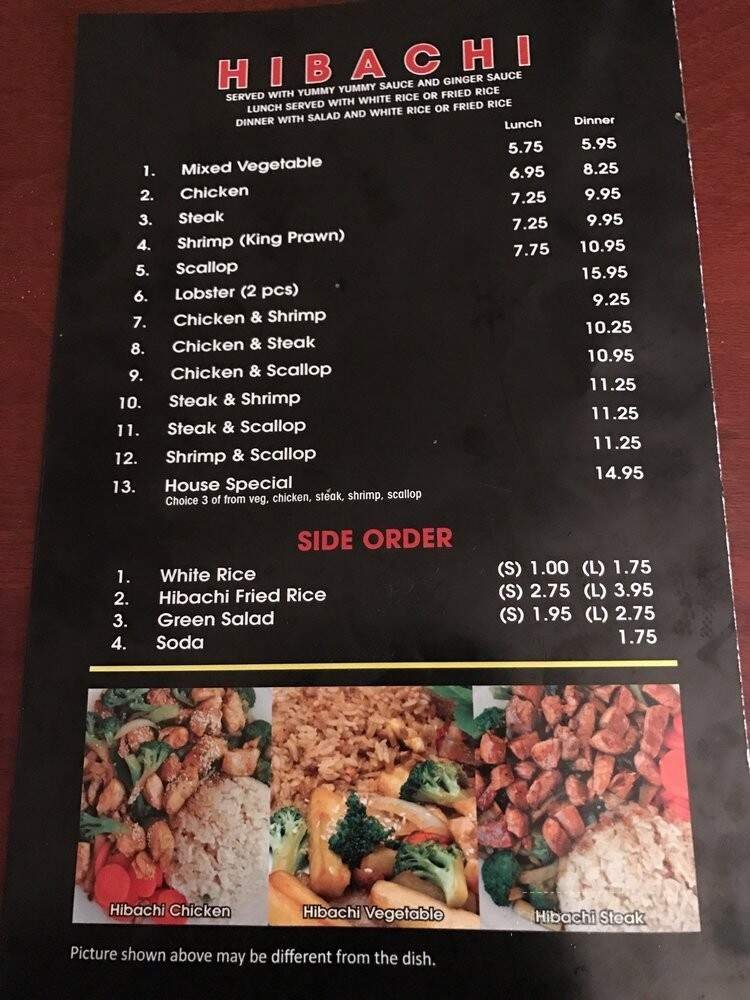 HIBACHI
SERVED WITH YUMMY YUMMY SAUCE AND GINGER SAUCE
LUNCH SERVED WITH WHITE RICE OR FRIED RICE
DINNER WITH SALAD AND WHITE RICE OR FRIED RICE
Lunch Dinner
1. Mixed Vegetable 5.75 5.95
2. Chicken 6.95 8.25
3. Steak 7.25 9.95
4. Shrimp (King Prawn) 7.25 9.95
5. Scallop 7.75 10.95
6. Lobster (2 pcs) 15.95
7. Chicken & Shrimp 9.25
8. Chicken & Steak 10.25
9. Chicken & Scallop 10.95
10. Steak & Shrimp 11.25
11. Steak & Scallop 11.25
12. Shrimp & Scallop 11.25
13. House Special 14.95
Choice 3 of from veg, chicken, steak, shrimp, scallop
SIDE ORDER
1. White Rice (S) 1.00 (L) 1.75
2. Hibachi Fried Rice (S) 2.75 (L) 3.95
3. Green Salad (S) 1.95 (L) 2.75
4. Soda 1.75
Hibachi Chicken Hibachi Vegetable Hibachi Steak
Picture shown above may be different from the dish.